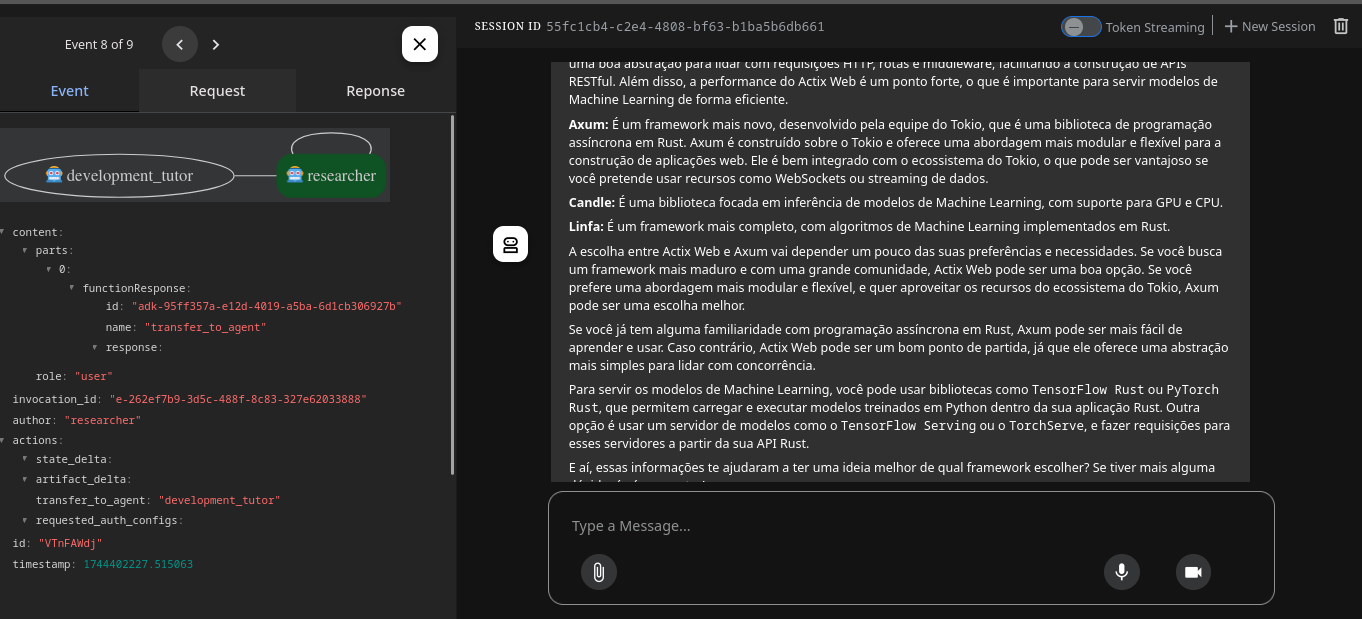 Event 8 of 9
Event
Request
Reponse
development_tutor
researcher
content:
parts:
0:
functionResponse:
id: "adk-95ff357a-e12d-4019-a5ba-6d1cb306927b"
name: "transfer_to_agent"
response:
role: "user"
invocation_id: "e-262ef7b9-3d5c-488f-8c83-327e62033888"
author: "researcher"
actions:
state_delta:
artifact_delta:
transfer_to_agent: "development_tutor"
requested_auth_configs:
id: "VTnFAWdj"
timestamp: 1744402227.515063
SESSION ID 55fc1cb4-c2e4-4808-bf63-b1ba5b6db661
Token Streaming
New Session
uma boa abstração para lidar com requisições HTTP, rotas e middleware, facilitando a construção de APIs
RESTful. Além disso, a performance do Actix Web é um ponto forte, o que é importante para servir modelos de
Machine Learning de forma eficiente.
Axum: É um framework mais novo, desenvolvido pela equipe do Tokio, que é uma biblioteca de programação
assíncrona em Rust. Axum é construído sobre o Tokio e oferece uma abordagem mais modular e flexível para a
construção de aplicações web. Ele é bem integrado com o ecossistema do Tokio, o que pode ser vantajoso se
você pretende usar recursos como WebSockets ou streaming de dados.
Candle: É uma biblioteca focada em inferência de modelos de Machine Learning, com suporte para GPU e CPU.
Linfa: É um framework mais completo, com algoritmos de Machine Learning implementados em Rust.
A escolha entre Actix Web e Axum vai depender um pouco das suas preferências e necessidades. Se você busca
um framework mais maduro e com uma grande comunidade, Actix Web pode ser uma boa opção. Se você
prefere uma abordagem mais modular e flexível, e quer aproveitar os recursos do ecossistema do Tokio, Axum
pode ser uma escolha melhor.
Se você já tem alguma familiaridade com programação assíncrona em Rust, Axum pode ser mais fácil de
aprender e usar. Caso contrário, Actix Web pode ser um bom ponto de partida, já que ele oferece uma abstração
mais simples para lidar com concorrência.
Para servir os modelos de Machine Learning, você pode usar bibliotecas como TensorFlow Rust ou PyTorch
Rust, que permitem carregar e executar modelos treinados em Python dentro da sua aplicação Rust. Outra
opção é usar um servidor de modelos como o TensorFlow Serving ou o TorchServe, e fazer requisições para
esses servidores a partir da sua API Rust.
E aí, essas informações te ajudaram a ter uma ideia melhor de qual framework escolher? Se tiver mais alguma
Type a Message...